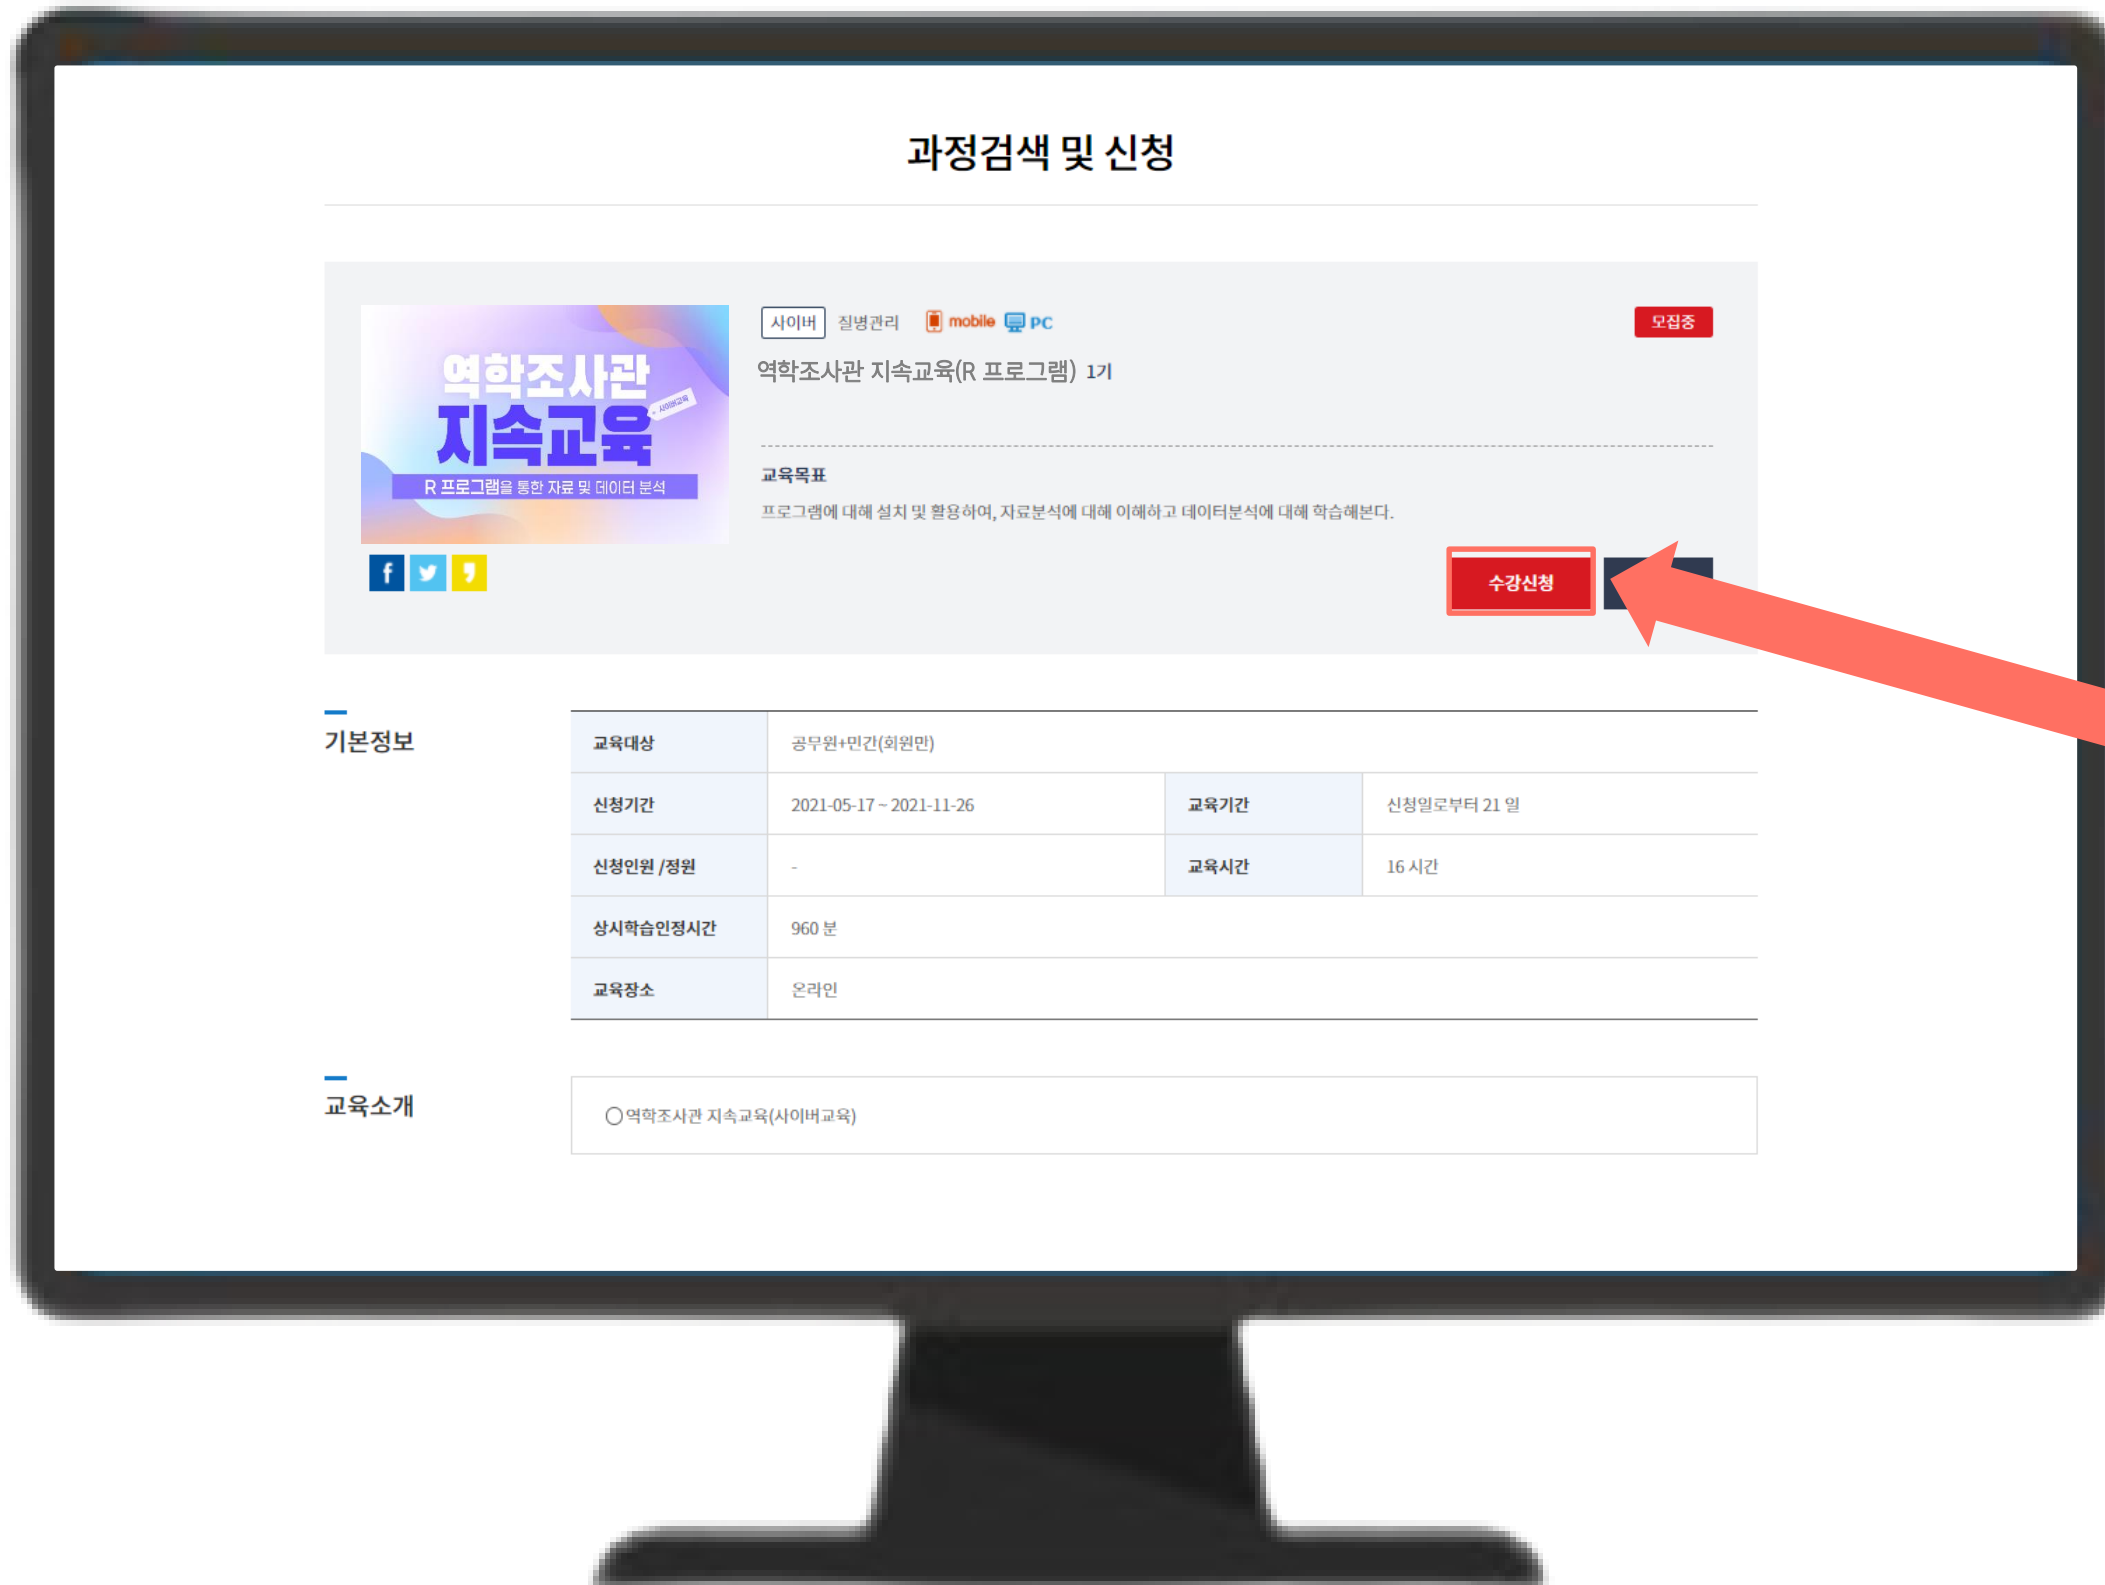 과정검색 및 신청
역학조사관
지속교육
사이버교육
R 프로그램을 통한 자료 및 데이터 분석
사이버 질병관리 mobile PC 모집중
역학조사관 지속교육(R 프로그램) 1기
교육목표
프로그램에 대해 설치 및 활용하여, 자료분석에 대해 이해하고 데이터분석에 대해 학습해본다.
수강신청
기본정보
교육대상 공무원+민간(회원만)
신청기간 2021-05-17 ~ 2021-11-26 교육기간 신청일로부터 21 일
신청인원 /정원 - 교육시간 16 시간
상시학습인정시간 960 분
교육장소 온라인
교육소개
○역학조사관 지속교육(사이버교육)